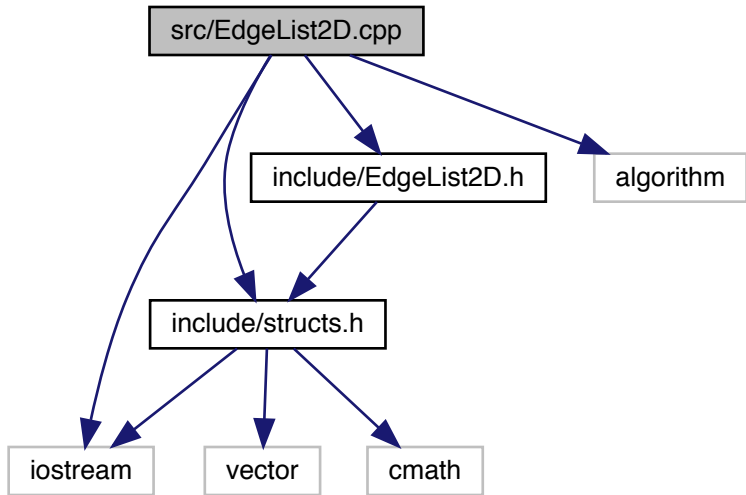 src/EdgeList2D.cpp
include/EdgeList2D.h
algorithm
include/structs.h
iostream
vector
cmath